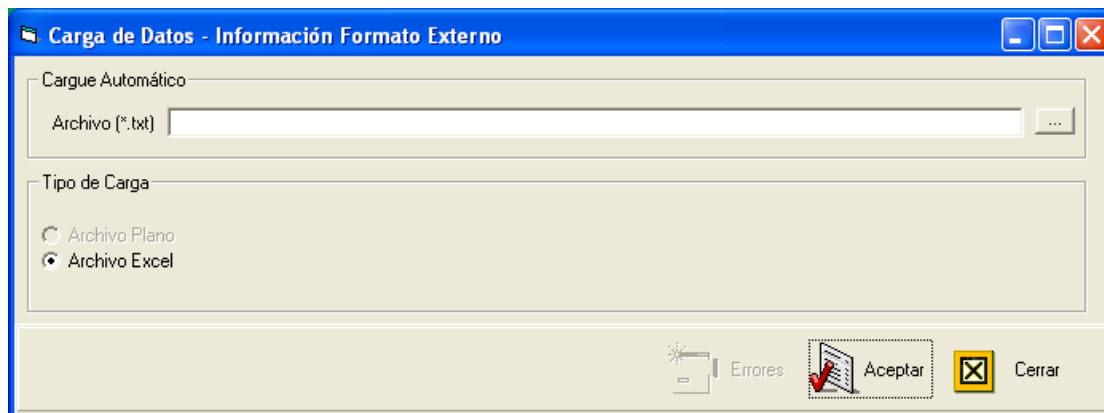 Carga de Datos - Información Formato Externo
Cargue Automático
Archivo (*.txt)
...
Tipo de Carga
Archivo Plano
Archivo Excel
Errores Aceptar Cerrar